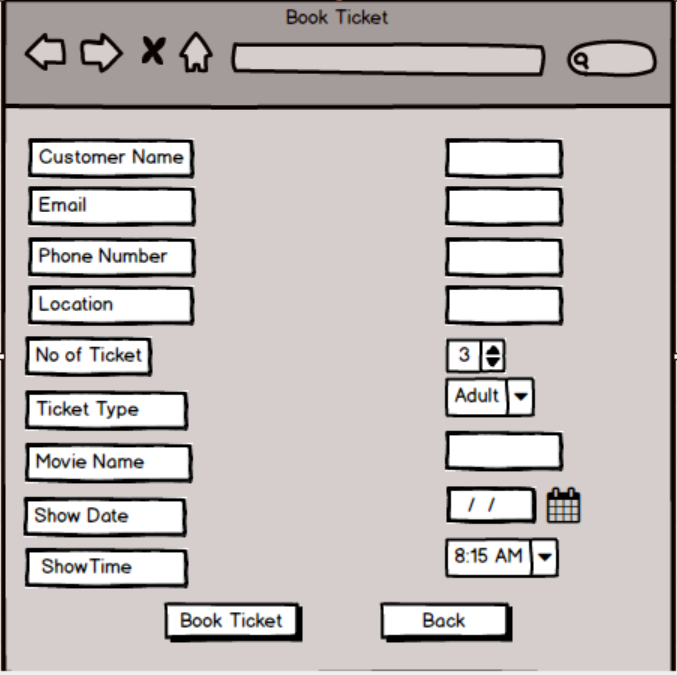 Book Ticket
Customer Name
Email
Phone Number
Location
No of Ticket 3
Ticket Type Adult
Movie Name
Show Date / /
ShowTime 8:15 AM
Book Ticket Back